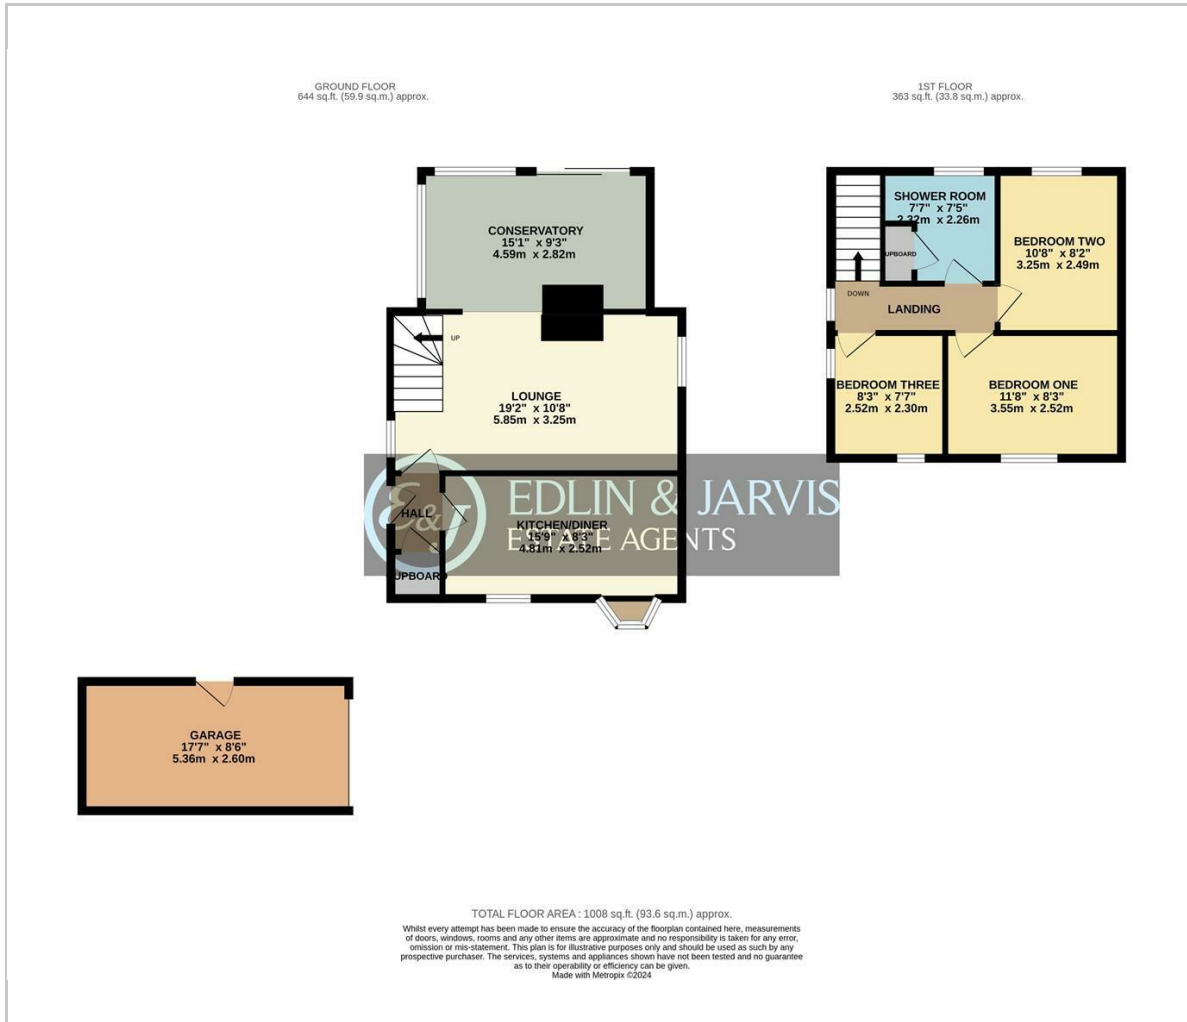 GROUND FLOOR
644 sq.ft. (59.9 sq.m.) approx.
1ST FLOOR
363 sq.ft. (33.8 sq.m.) approx.
CONSERVATORY
15'1" x 9'3"
4.59m x 2.82m
UP
LOUNGE
19'2" x 10'8"
5.85m x 3.25m
HALL
UPBOARD
KITCHEN/DINER
15'9" x 8'3"
4.81m x 2.52m
E&J
EDLIN & JARVIS
ESTATE AGENTS
SHOWER ROOM
7'7" x 7'5"
2.32m x 2.26m
UPBOARD
BEDROOM TWO
10'8" x 8'2"
3.25m x 2.49m
DOWN
LANDING
BEDROOM THREE
8'3" x 7'7"
2.52m x 2.30m
BEDROOM ONE
11'8" x 8'3"
3.55m x 2.52m
GARAGE
17'7" x 8'6"
5.36m x 2.60m
TOTAL FLOOR AREA : 1008 sq.ft. (93.6 sq.m.) approx.
Whilst every attempt has been made to ensure the accuracy of the floorplan contained here, measurements
of doors, windows, rooms and any other items are approximate and no responsibility is taken for any error,
omission or mis-statement. This plan is for illustrative purposes only and should be used as such by any
prospective purchaser. The services, systems and appliances shown have not been tested and no guarantee
as to their operability or efficiency can be given.
Made with Metropix ©2024